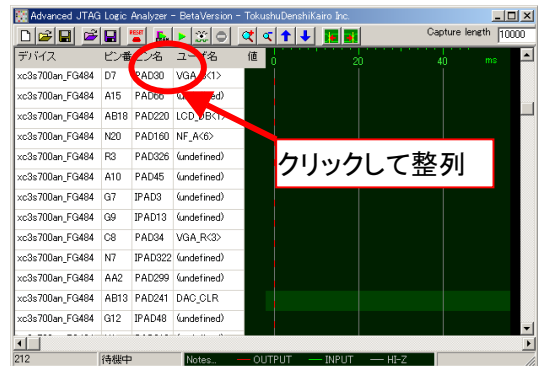 Advanced JTAG Logic Analyzer - BetaVersion - TokushuDenshiKairo Inc.
Capture length 10000
デバイス ピン番 ピン名 ユーザ名 値 0 20 40 ms
xc3s700an_FG484 D7 PAD30
xc3s700an_FG484 A15 PAD66
xc3s700an_FG484 AB18 PAD220
xc3s700an_FG484 N20 PAD160 NF_A<6>
xc3s700an_FG484 R3 PAD326 (undefined)
xc3s700an_FG484 A10 PAD45 (undefined)
xc3s700an_FG484 G7 IPAD3 (undefined)
xc3s700an_FG484 G9 IPAD13 (undefined)
xc3s700an_FG484 C8 PAD34 VGA_R<3>
xc3s700an_FG484 N7 IPAD322 (undefined)
xc3s700an_FG484 AA2 PAD299 (undefined)
xc3s700an_FG484 AB13 PAD241 DAC_CLR
xc3s700an_FG484 G12 IPAD48 (undefined)
クリックして整列
212 待機中 Notes... OUTPUT INPUT HI-Z